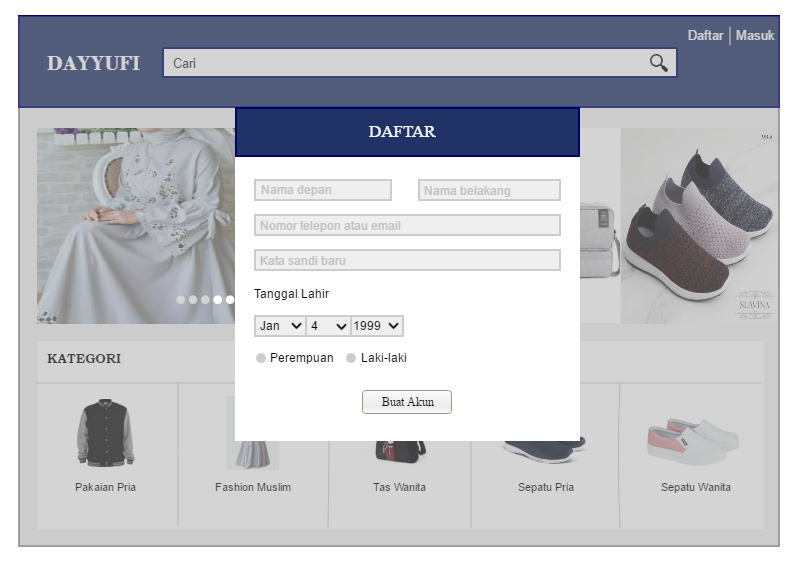 Daftar | Masuk
DAYYUFI
Cari
DAFTAR
Nama depan
Nama belakang
Nomor telepon atau email
Kata sandi baru
Tanggal Lahir
Jan 4 1999
Perempuan Laki-laki
Buat Akun
SLAVINA
KATEGORI
Pakaian Pria
Fashion Muslim
Tas Wanita
Sepatu Pria
Sepatu Wanita